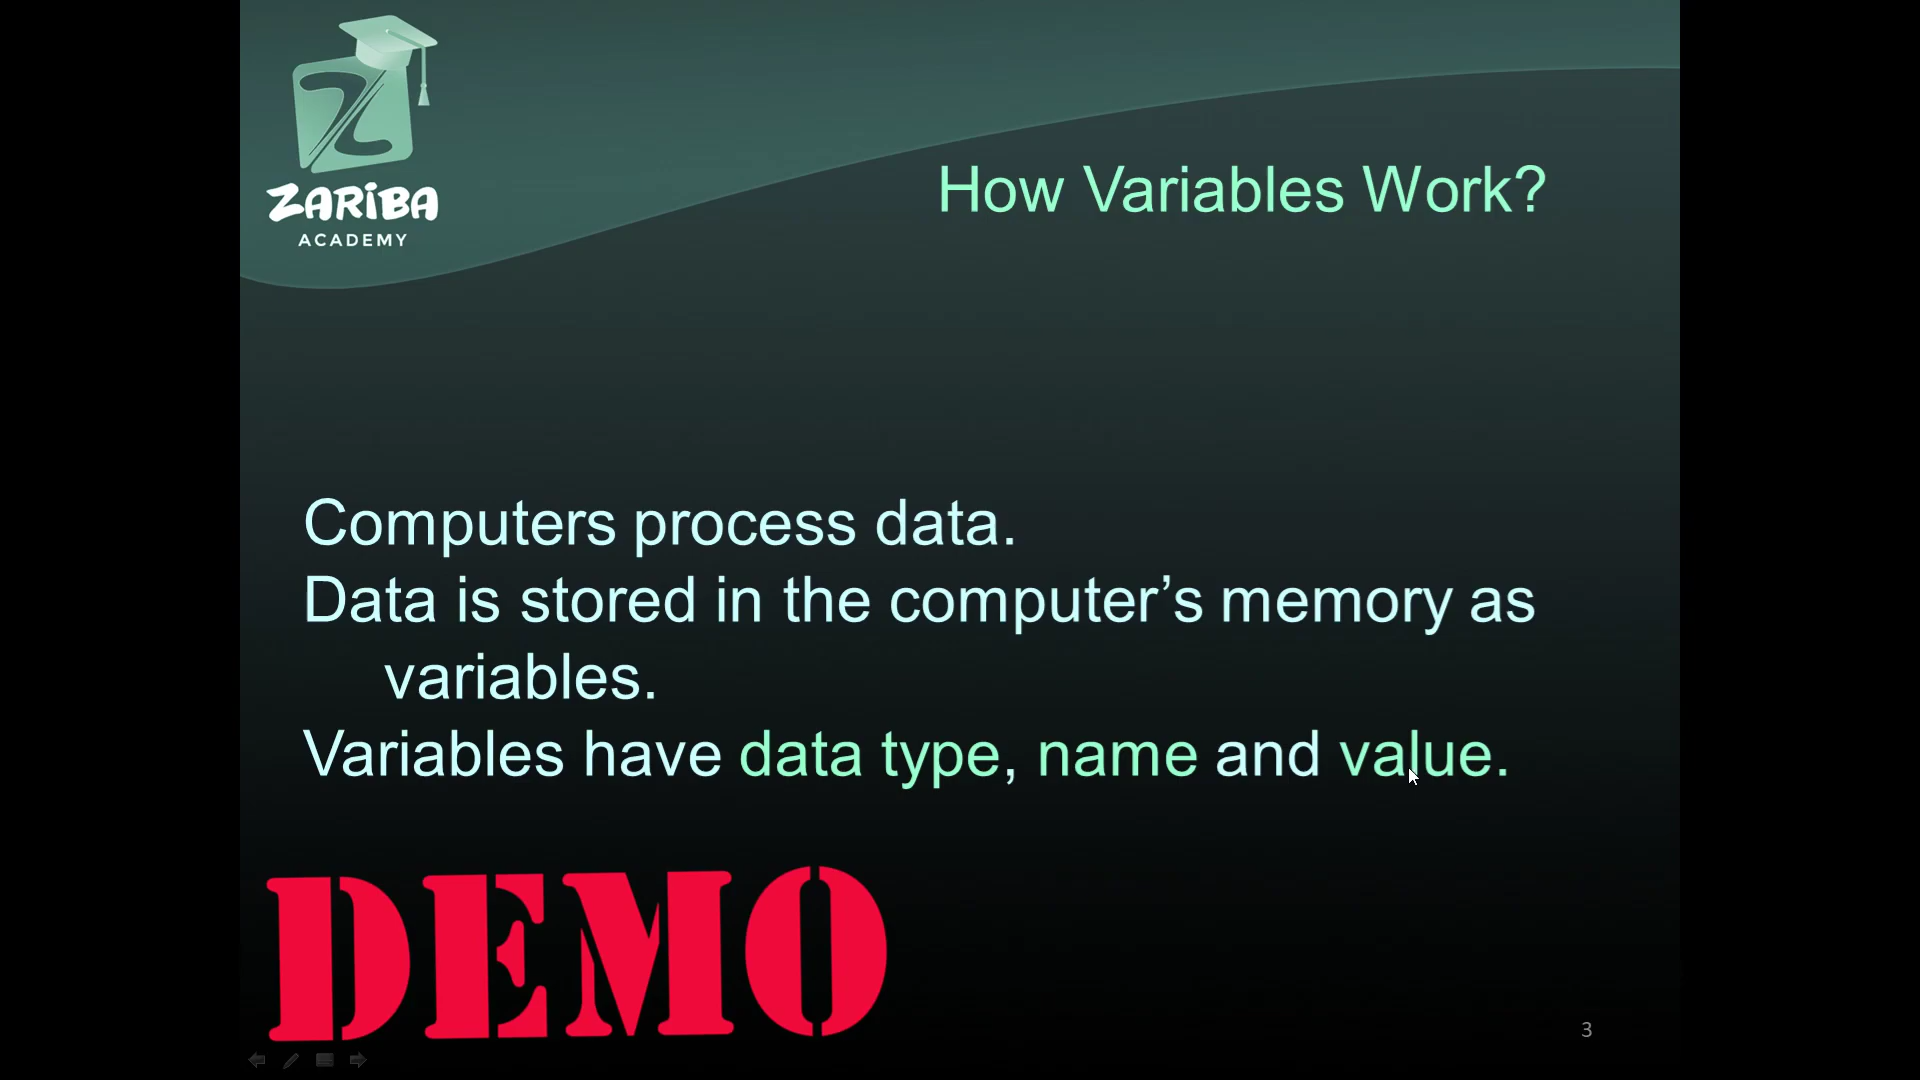 ZARIBA
ACADEMY
How Variables Work?
Computers process data.
Data is stored in the computer’s memory as
variables.
Variables have data type, name and value.
DEMO
3